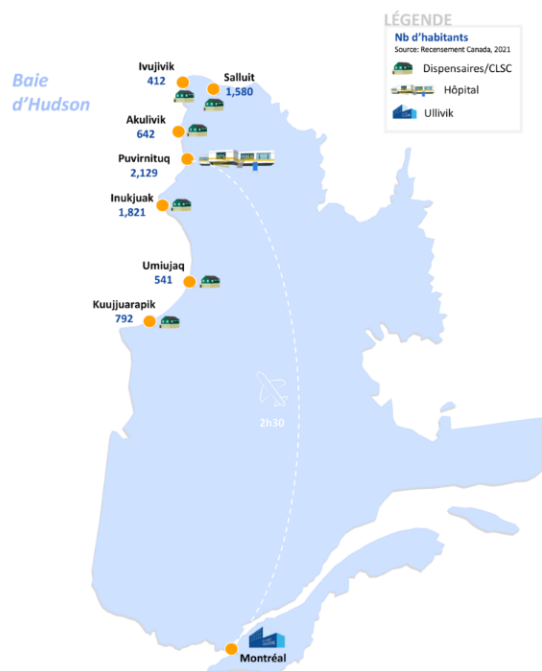 LÉGENDE
Nb d'habitants
Source: Recensement Canada, 2021
Dispensaires/CLSC
Hôpital
Ullivik
Baie
d'Hudson
Ivujivik
412
Salluit
1,580
Akulivik
642
Puvirnituq
2,129
Inukjuak
1,821
Umiujaq
541
Kuujjuarapik
792
2h30
Montréal